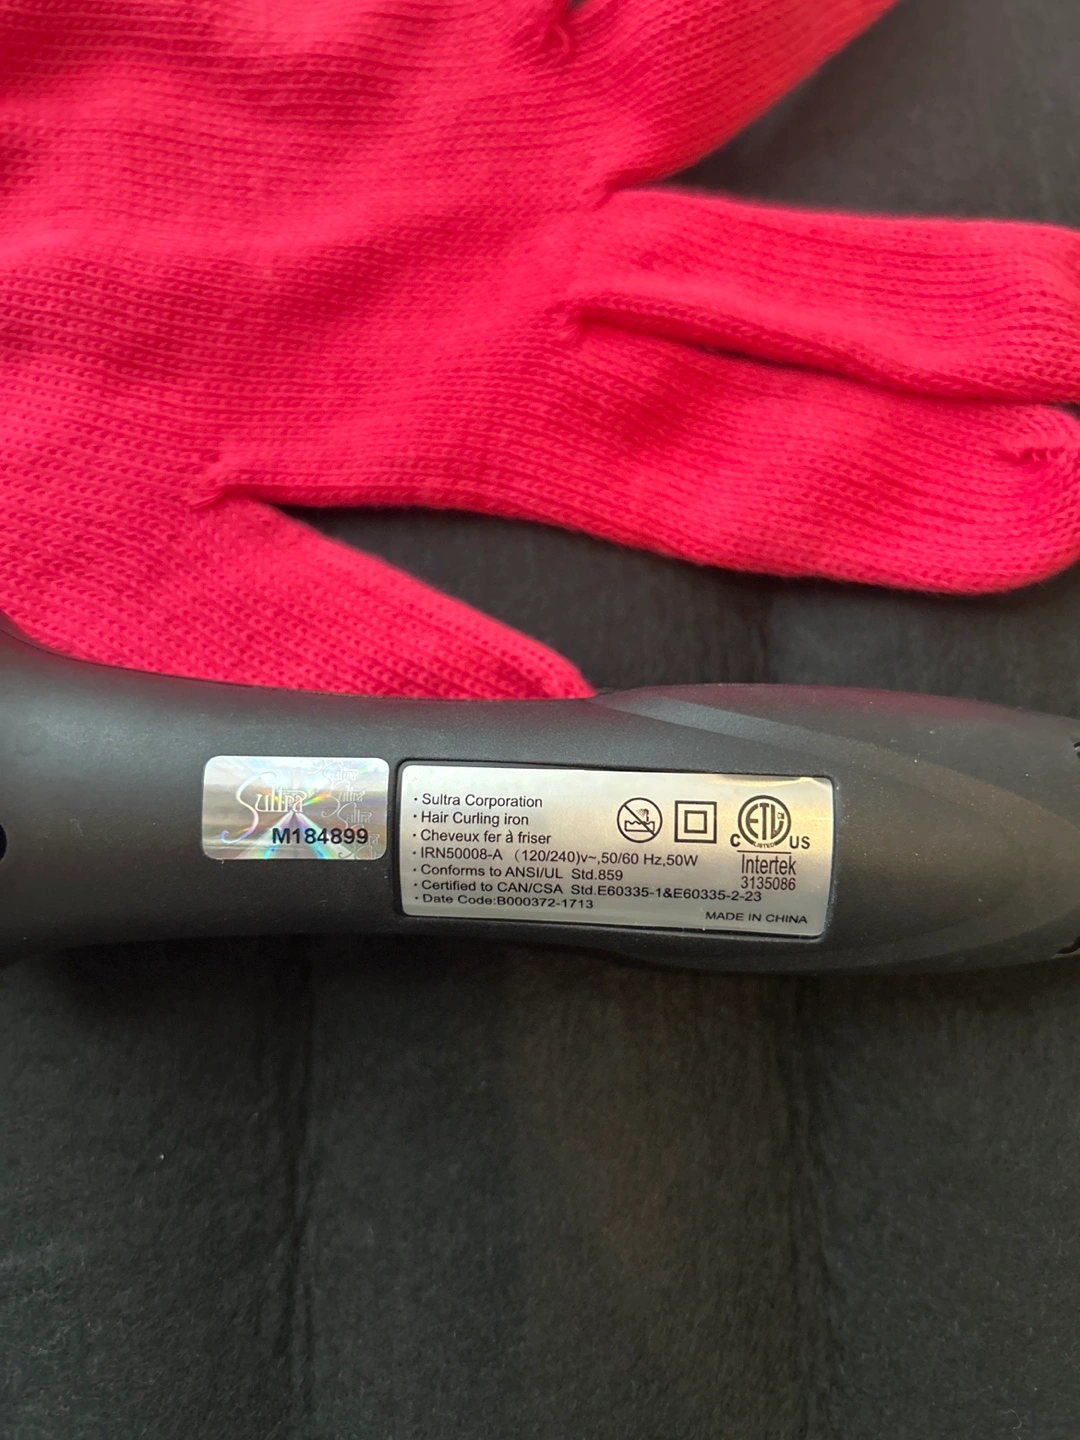 Sultra
M184899
· Sultra Corporation
· Hair Curling iron
· Cheveux fer à friser
· IRN50008-A (120/240)v~,50/60 Hz,50W
· Conforms to ANSI/UL Std.859
· Certified to CAN/CSA Std.E60335-1&E60335-2-23
· Date Code:B000372-1713
ETL
LISTED
C US
Intertek
3135086
MADE IN CHINA